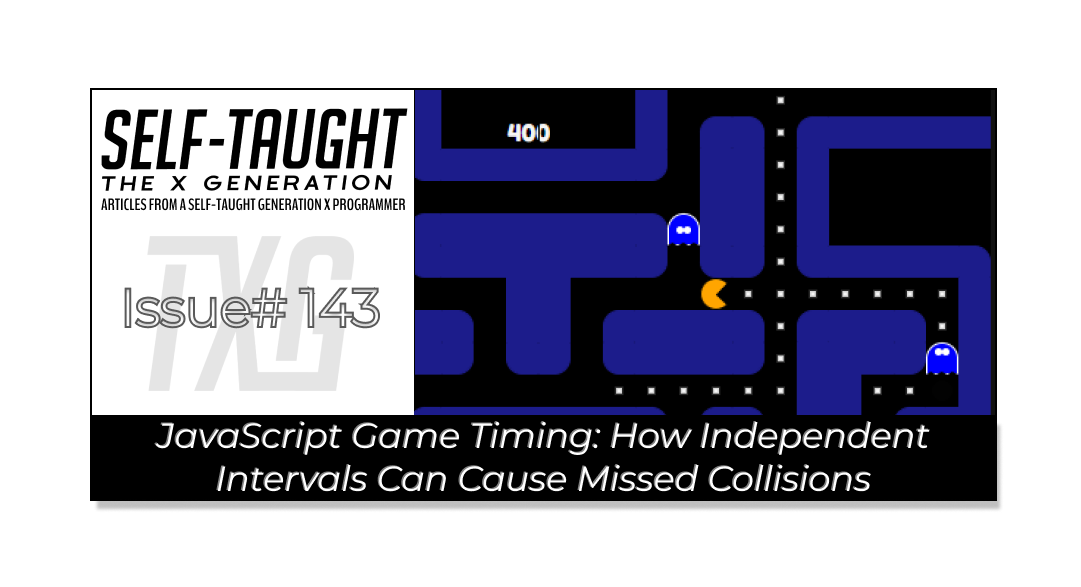 SELF-TAUGHT
THE X GENERATION
ARTICLES FROM A SELF-TAUGHT GENERATION X PROGRAMMER
TXG
Issue# 143
400
JavaScript Game Timing: How Independent
Intervals Can Cause Missed Collisions